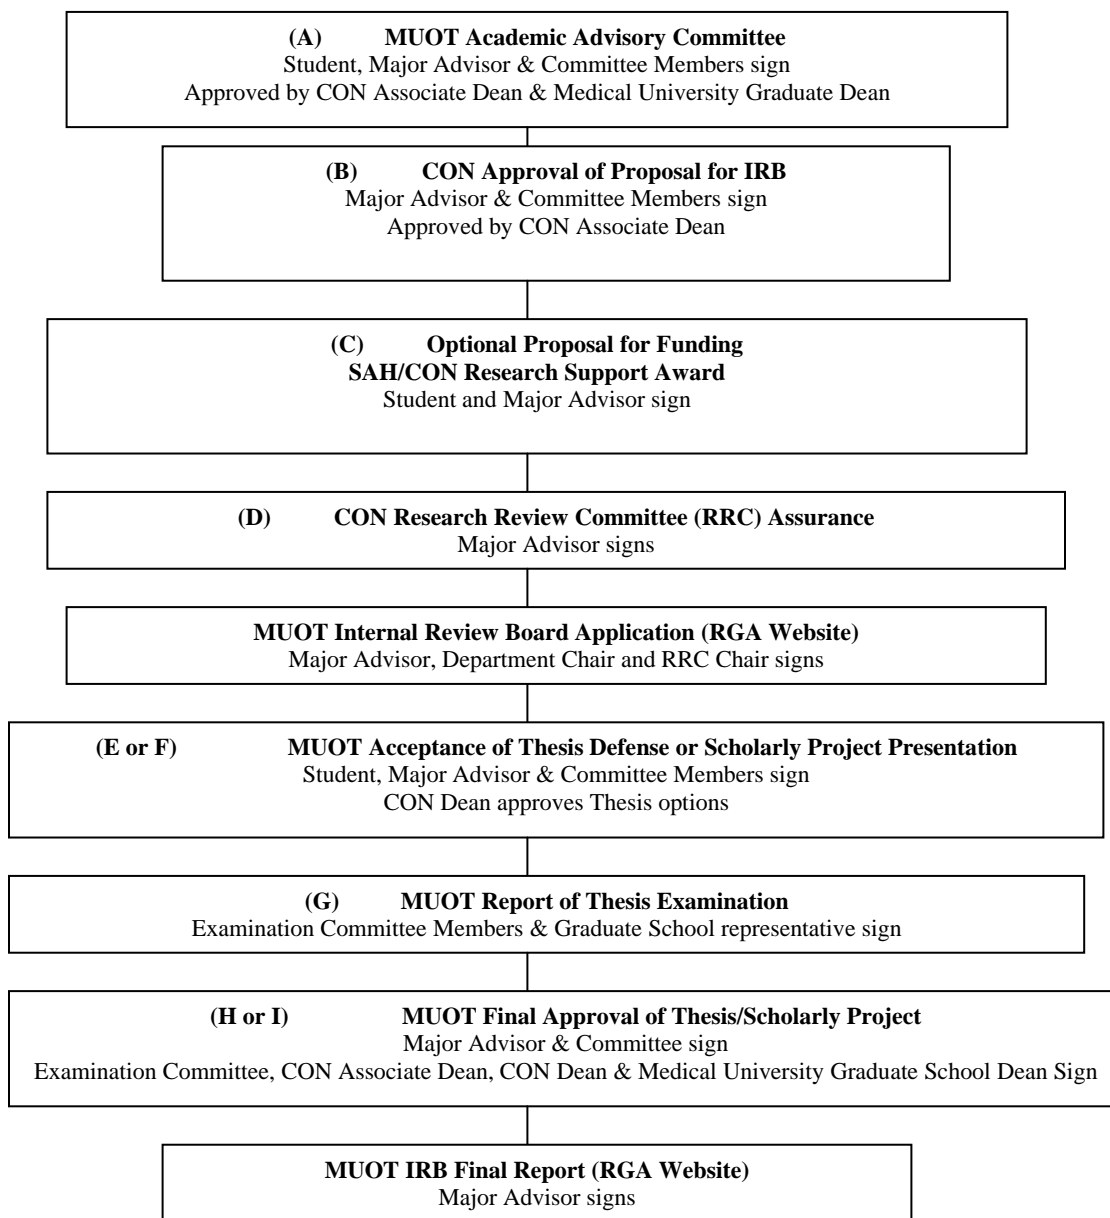 (A) MUOT Academic Advisory Committee
Student, Major Advisor & Committee Members sign
Approved by CON Associate Dean & Medical University Graduate Dean
(B) CON Approval of Proposal for IRB
Major Advisor & Committee Members sign
Approved by CON Associate Dean
(C) Optional Proposal for Funding
SAH/CON Research Support Award
Student and Major Advisor sign
(D) CON Research Review Committee (RRC) Assurance
Major Advisor signs
MUOT Internal Review Board Application (RGA Website)
Major Advisor, Department Chair and RRC Chair signs
(E or F) MUOT Acceptance of Thesis Defense or Scholarly Project Presentation
Student, Major Advisor & Committee Members sign
CON Dean approves Thesis options
(G) MUOT Report of Thesis Examination
Examination Committee Members & Graduate School representative sign
(H or I) MUOT Final Approval of Thesis/Scholarly Project
Major Advisor & Committee sign
Examination Committee, CON Associate Dean, CON Dean & Medical University Graduate School Dean Sign
MUOT IRB Final Report (RGA Website)
Major Advisor signs